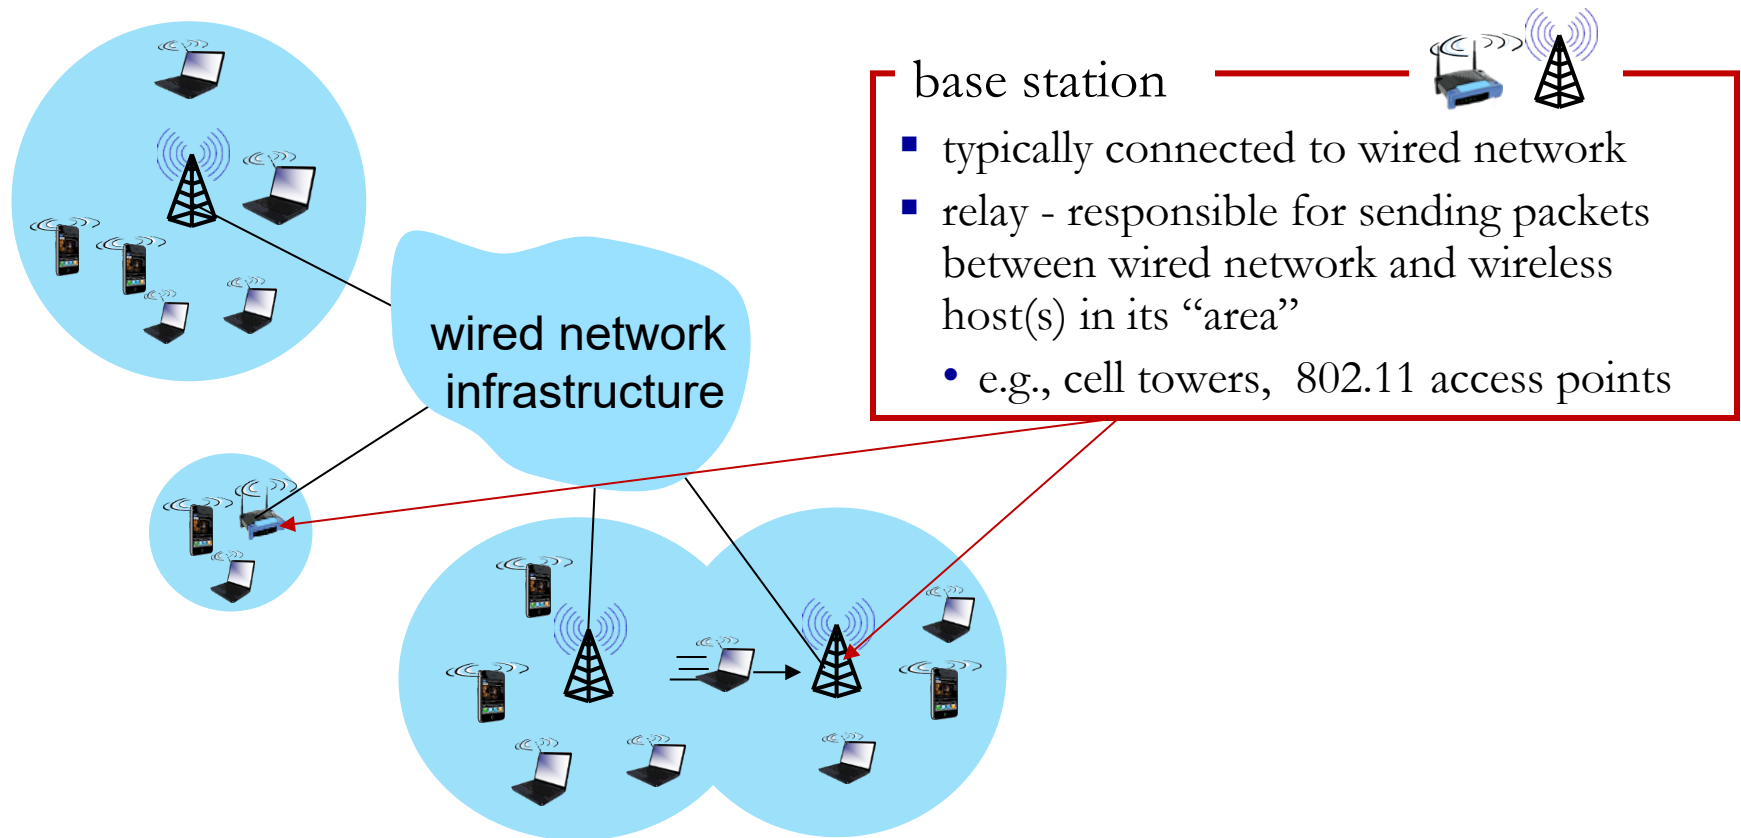 base station
typically connected to wired network
relay - responsible for sending packets
between wired network and wireless
host(s) in its “area”
e.g., cell towers, 802.11 access points
wired network
infrastructure